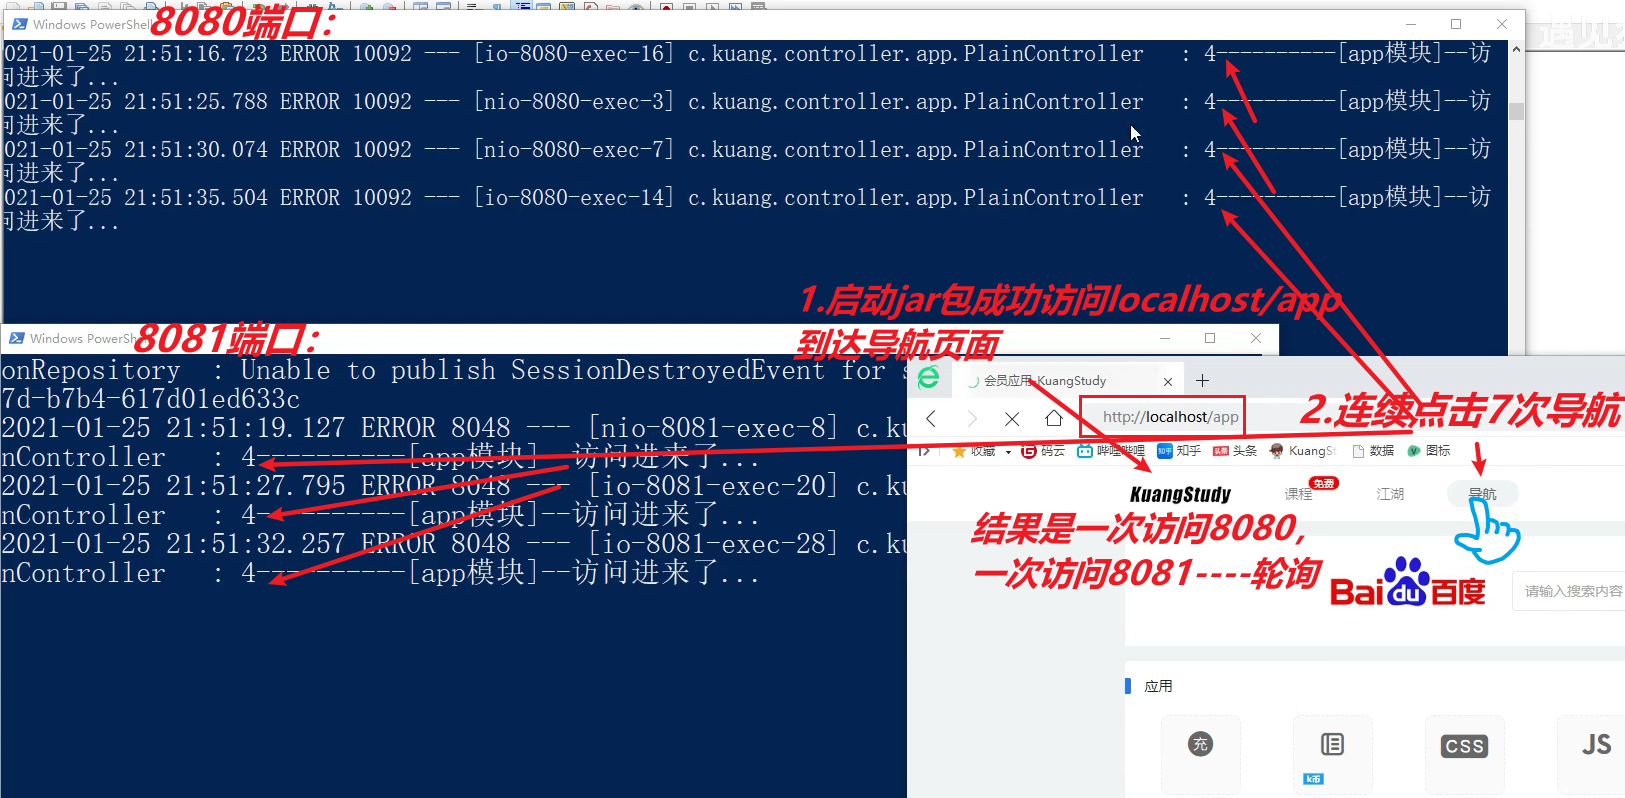 8080端口：
Windows PowerShell
021-01-25 21:51:16.723 ERROR 10092 --- [io-8080-exec-16] c.kuang.controller.app.PlainController   : 4----------[app模块]--访
问进来了...
021-01-25 21:51:25.788 ERROR 10092 --- [nio-8080-exec-3] c.kuang.controller.app.PlainController   : 4----------[app模块]--访
问进来了...
021-01-25 21:51:30.074 ERROR 10092 --- [nio-8080-exec-7] c.kuang.controller.app.PlainController   : 4----------[app模块]--访
问进来了...
021-01-25 21:51:35.504 ERROR 10092 --- [io-8080-exec-14] c.kuang.controller.app.PlainController   : 4----------[app模块]--访
问进来了...
1.启动jar包成功访问localhost/app
到达导航页面
8081端口：
Windows PowerShell
onRepository  : Unable to publish SessionDestroyedEvent for s
7d-b7b4-617d01ed633c
2021-01-25 21:51:19.127 ERROR 8048 --- [nio-8081-exec-8] c.ku
nController   : 4----------[app模块]--访问进来了...
2021-01-25 21:51:27.795 ERROR 8048 --- [io-8081-exec-20] c.ku
nController   : 4----------[app模块]--访问进来了...
2021-01-25 21:51:32.257 ERROR 8048 --- [io-8081-exec-28] c.ku
nController   : 4----------[app模块]--访问进来了...
会员应用-KuangStudy
http://localhost/app
2.连续点击7次导航
收藏 码云 哔哩哔哩 知乎 头条 KuangSt 数据 图标
KuangStudy 课程 免费 江湖 导航
结果是一次访问8080，
一次访问8081----轮询
Bai du 百度 请输入搜索内容
应用
充 k币 CSS JS